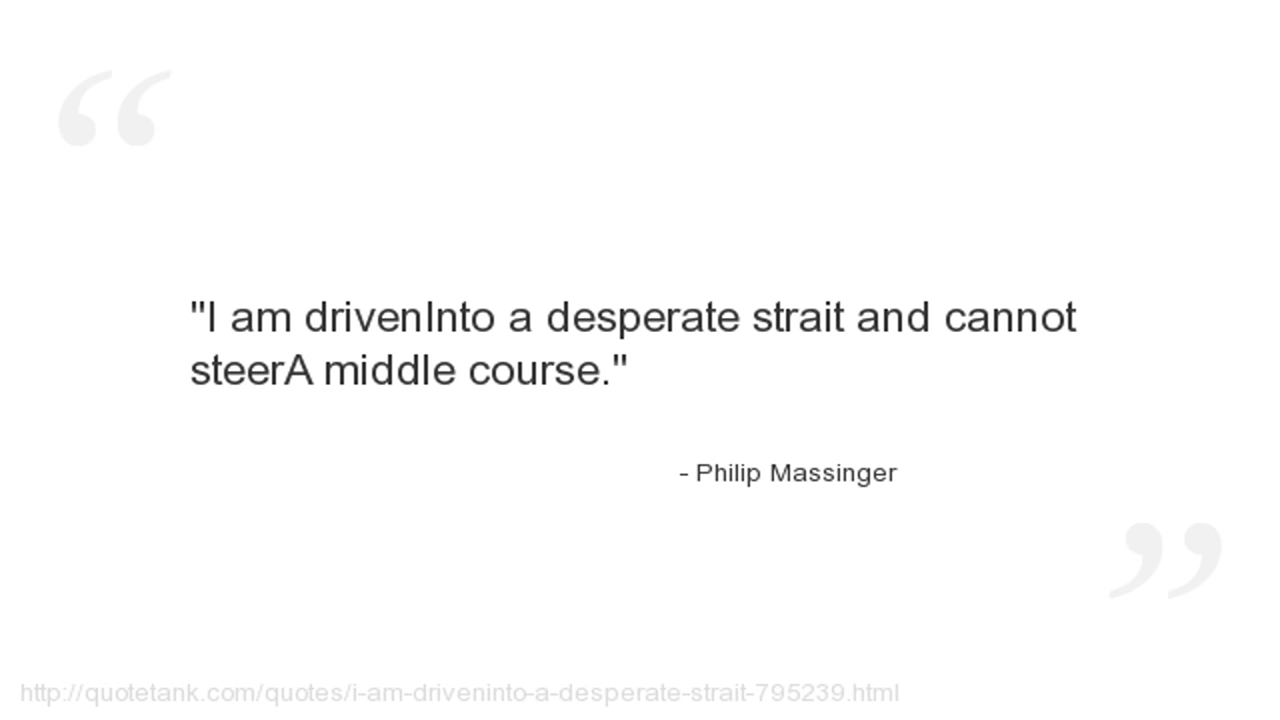 "I am drivenInto a desperate strait and cannot
steerA middle course."
- Philip Massinger
http://quotetank.com/quotes/i-am-driveninto-a-desperate-strait-795239.html